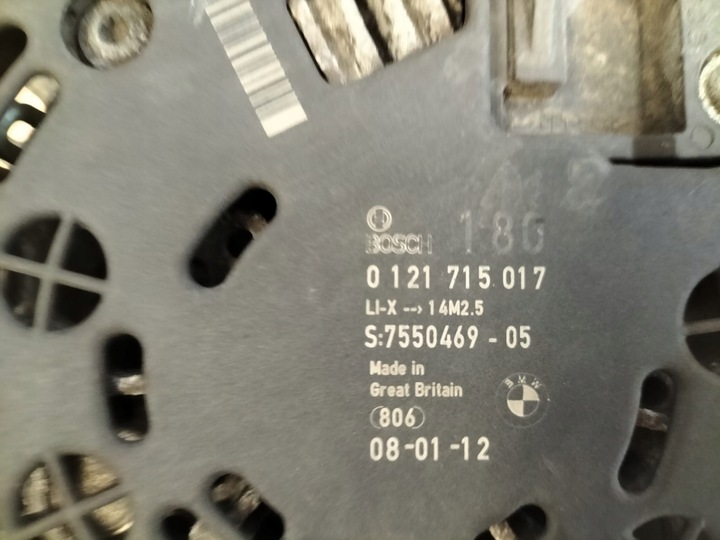 BOSCH 180
0 121 715 017
LI-X --> 14M2.5
S:7550469 - 05
Made in
Great Britain
BMW
806
08-01-12